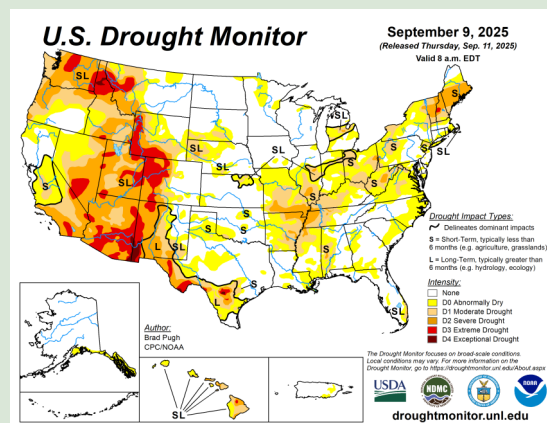 U.S. Drought Monitor
September 9, 2025
(Released Thursday, Sep. 11, 2025)
Valid 8 a.m. EDT
SL
S
SL
SL
SL
SL
S
S
S
SL
S
S
S
S
SL
S
S
S
S
L
SL
S
S
L
SL
Drought Impact Types:
Delineates dominant impacts
S = Short-Term, typically less than
6 months (e.g. agriculture, grasslands)
L = Long-Term, typically greater than
6 months (e.g. hydrology, ecology)
Intensity:
None
D0 Abnormally Dry
D1 Moderate Drought
D2 Severe Drought
D3 Extreme Drought
D4 Exceptional Drought
Author:
Brad Pugh
CPC/NOAA
SL
The Drought Monitor focuses on broad-scale conditions.
Local conditions may vary. For more information on the
Drought Monitor, go to https://droughtmonitor.unl.edu/About.aspx
USDA
NDMC
NOAA
droughtmonitor.unl.edu